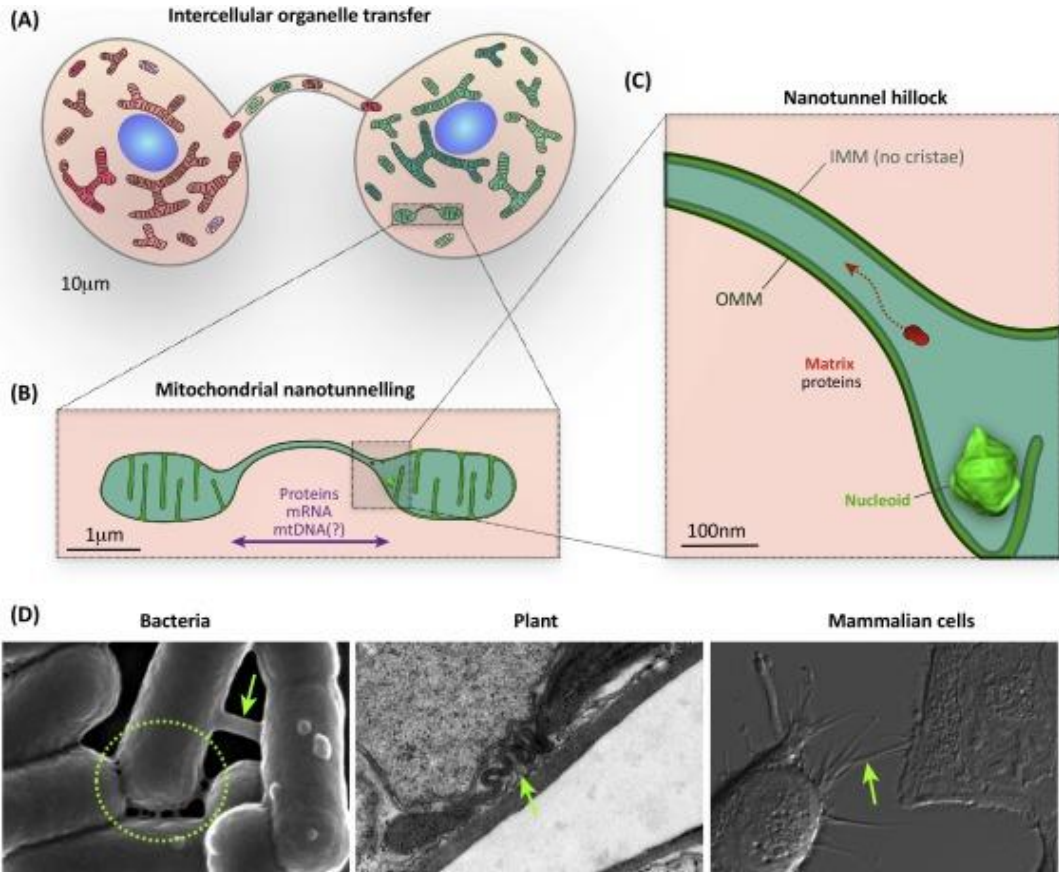 (A)
Intercellular organelle transfer
10μm
(B)
Mitochondrial nanotunnelling
Proteins
mRNA
mtDNA(?)
1μm
(C)
Nanotunnel hillock
IMM (no cristae)
OMM
Matrix
proteins
Nucleoid
100nm
(D)
Bacteria
Plant
Mammalian cells